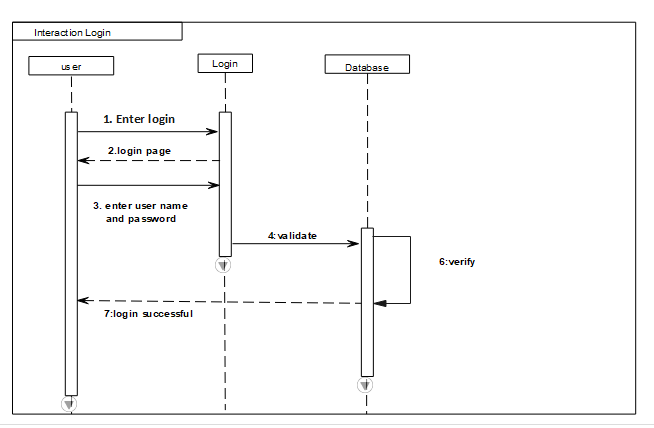 Interaction Login
user
Login
Database
1. Enter login
2.login page
3. enter user name
and password
4:validate
6:verify
7:login successful